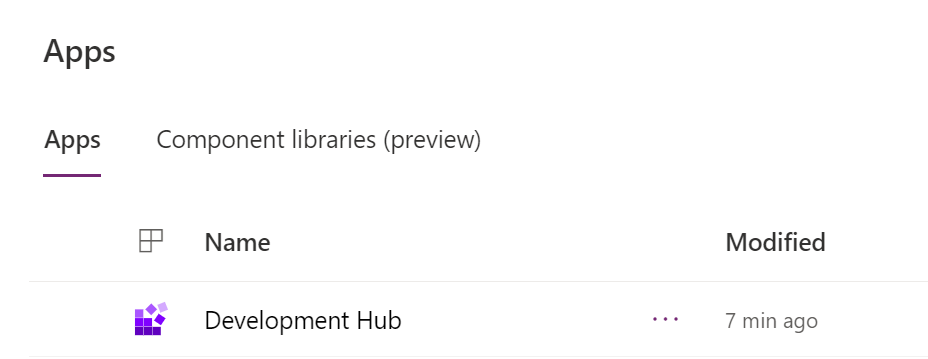 Apps
Apps Component libraries (preview)
Name Modified
Development Hub ... 7 min ago